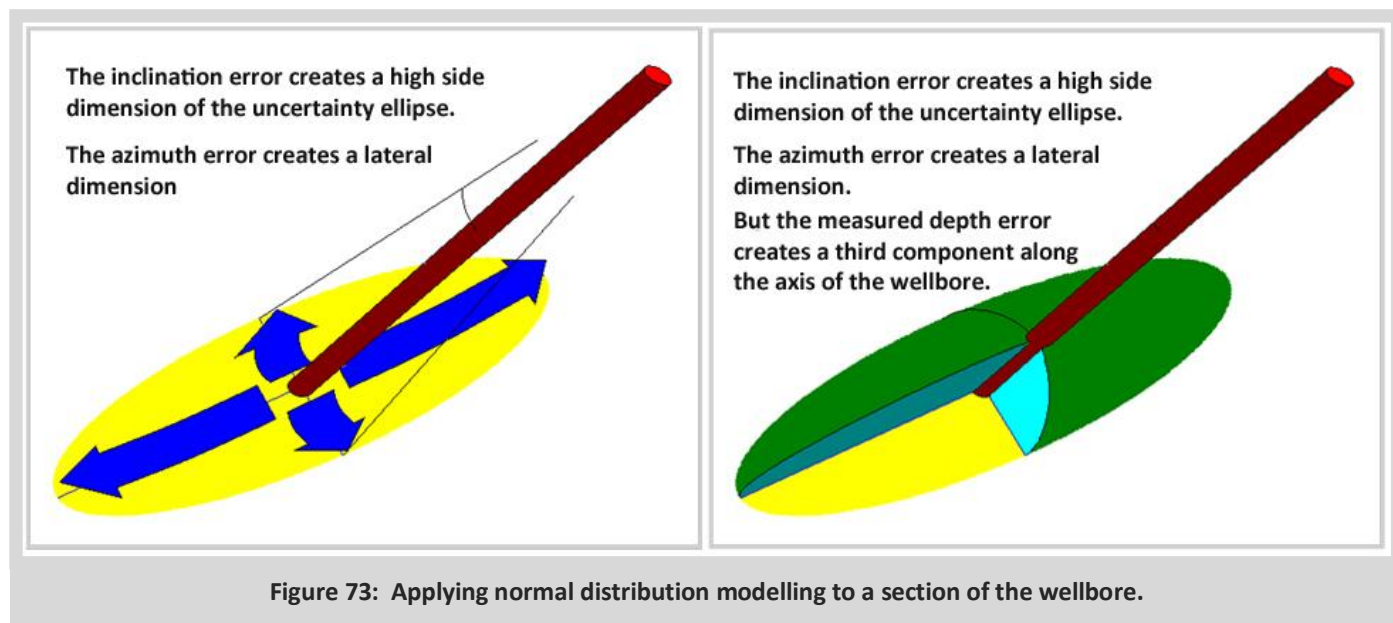 The inclination error creates a high side
dimension of the uncertainty ellipse.
The azimuth error creates a lateral
dimension
The inclination error creates a high side
dimension of the uncertainty ellipse.
The azimuth error creates a lateral
dimension.
But the measured depth error
creates a third component along
the axis of the wellbore.
Figure 73:  Applying normal distribution modelling to a section of the wellbore.